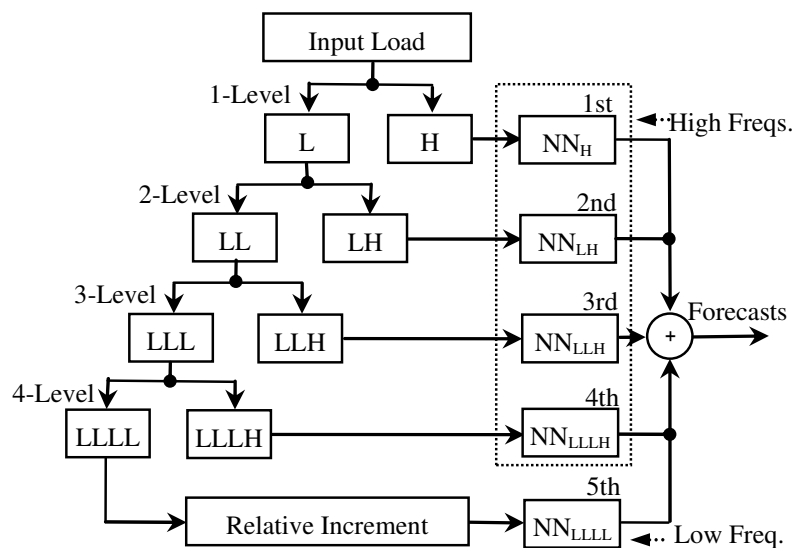 Input Load
1-Level
1st
High Freqs.
L
H
NN_H
2-Level
2nd
LL
LH
NN_LH
3-Level
3rd
Forecasts
LLL
LLH
NN_LLH
+
4-Level
4th
LLLL
LLLH
NN_LLLH
5th
Relative Increment
NN_LLLL
Low Freq.